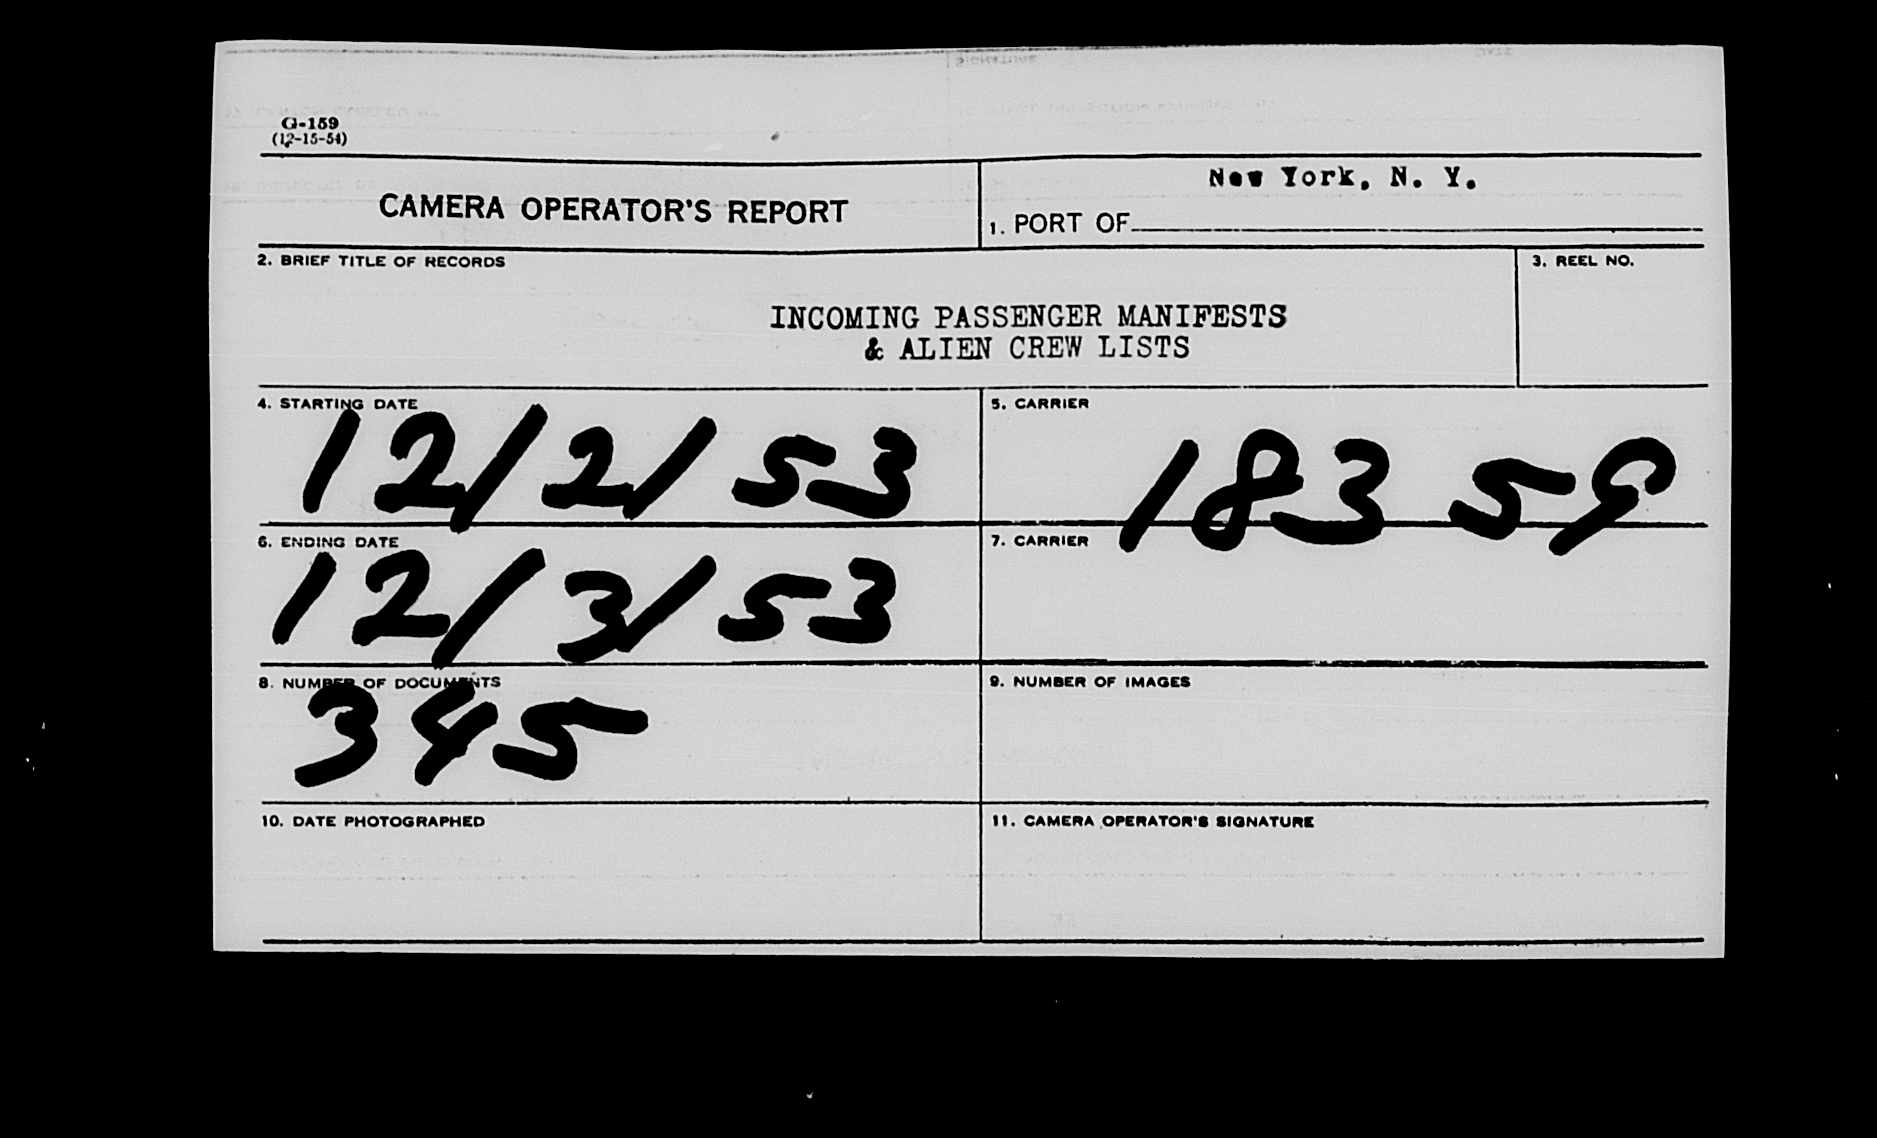 G-159
(12-15-54)
CAMERA OPERATOR'S REPORT
New York, N. Y.
1. PORT OF
2. BRIEF TITLE OF RECORDS
3. REEL NO.
INCOMING PASSENGER MANIFESTS
& ALIEN CREW LISTS
4. STARTING DATE
12/2/53
5. CARRIER
18359
6. ENDING DATE
12/3/53
7. CARRIER
8. NUMBER OF DOCUMENTS
345
9. NUMBER OF IMAGES
10. DATE PHOTOGRAPHED
11. CAMERA OPERATOR'S SIGNATURE